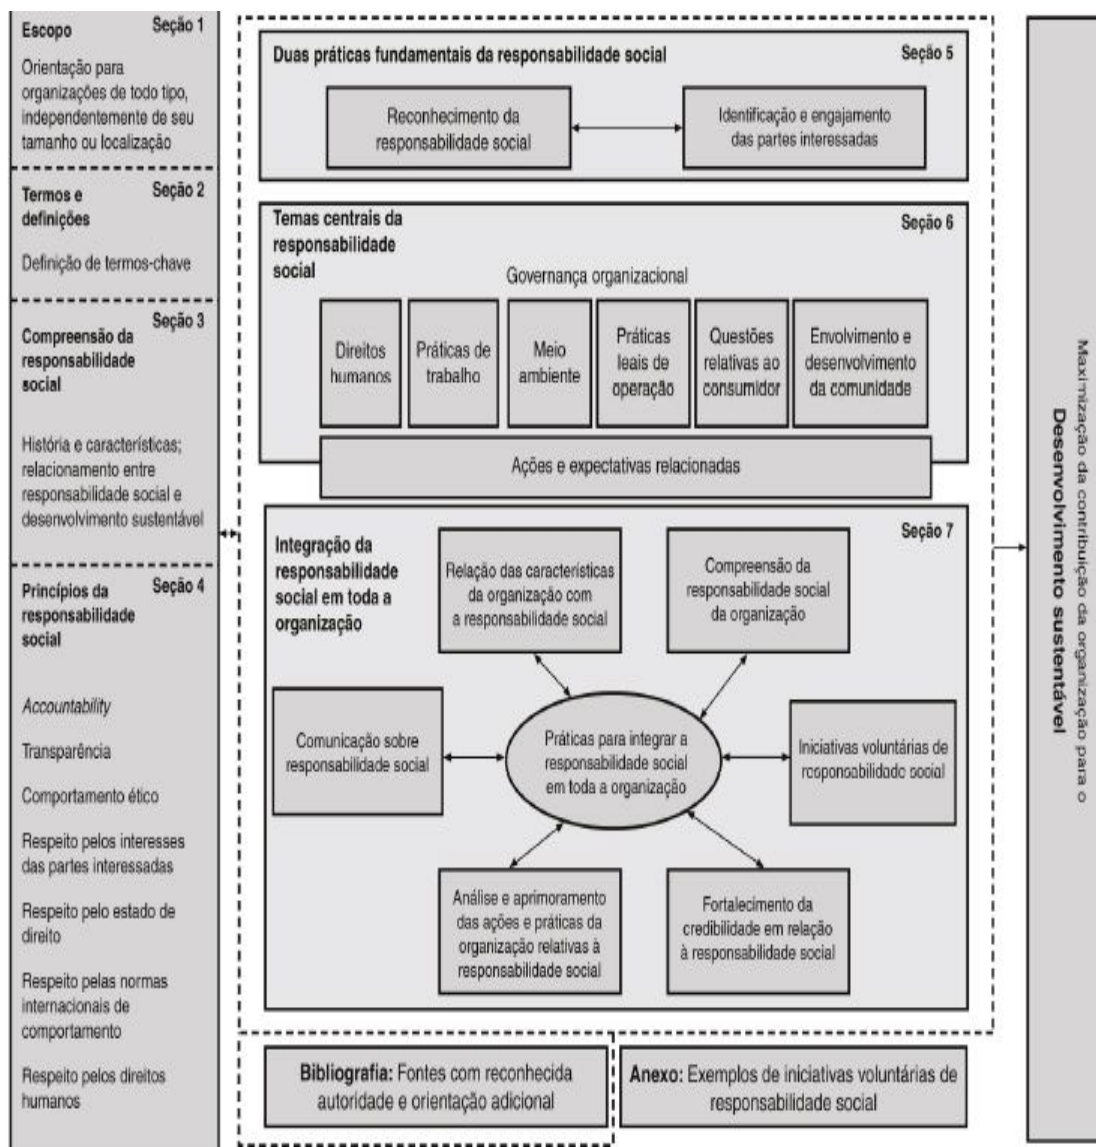 Escopo Seção 1
Orientação para
organizações de todo tipo,
independentemente de seu
tamanho ou localização
Termos e Seção 2
definições
Definição de termos-chave
Seção 3
Compreensão da
responsabilidade
social
História e características;
relacionamento entre
responsabilidade social e
desenvolvimento sustentável
Seção 4
Princípios da
responsabilidade
social
Accountability
Transparência
Comportamento ético
Respeito pelos interesses
das partes interessadas
Respeito pelo estado de
direito
Respeito pelas normas
internacionais de
comportamento
Respeito pelos direitos
humanos
Duas práticas fundamentais da responsabilidade social Seção 5
Reconhecimento da
responsabilidade social
Identificação e engajamento
das partes interessadas
Temas centrais da Seção 6
responsabilidade
social
Governança organizacional
Direitos
humanos
Práticas de
trabalho
Meio
ambiente
Práticas
leais de
operação
Questões
relativas ao
consumidor
Envolvimento e
desenvolvimento
da comunidade
Ações e expectativas relacionadas
Seção 7
Integração da
responsabilidade
social em toda a
organização
Relação das características
da organização com
a responsabilidade social
Compreensão da
responsabilidade social
da organização
Comunicação sobre
responsabilidade social
Práticas para integrar a
responsabilidade social
em toda a organização
Iniciativas voluntárias de
responsabilidade social
Análise e aprimoramento
das ações e práticas da
organização relativas à
responsabilidade social
Fortalecimento da
credibilidade em relação
à responsabilidade social
Bibliografia: Fontes com reconhecida
autoridade e orientação adicional
Anexo: Exemplos de iniciativas voluntárias de
responsabilidade social
Maximização da contribuição da organização para o
Desenvolvimento sustentável